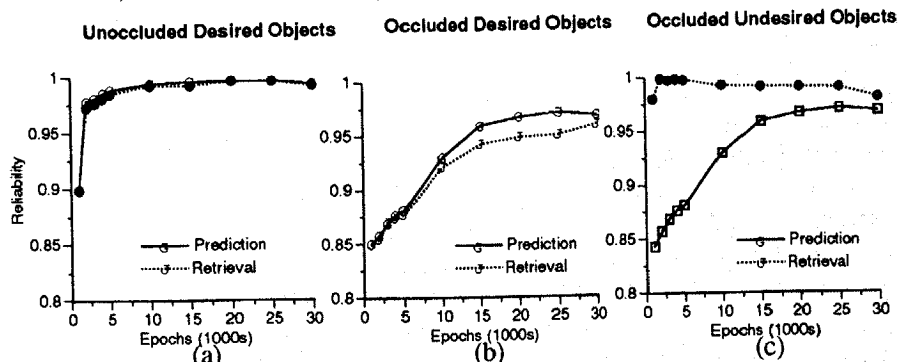 Unoccluded Desired Objects
Occluded Desired Objects
Occluded Undesired Objects
Reliability
1
0.95
0.9
0.85
0.8
Prediction
Retrieval
0 5 10 15 20 25 30
Epochs (1000s)
(a)
1
0.95
0.9
0.85
0.8
Prediction
Retrieval
0 5 10 15 20 25 30
Epochs (1000s)
(b)
1
0.95
0.9
0.85
0.8
Prediction
Retrieval
0 5 10 15 20 25 30
Epochs (1000s)
(c)